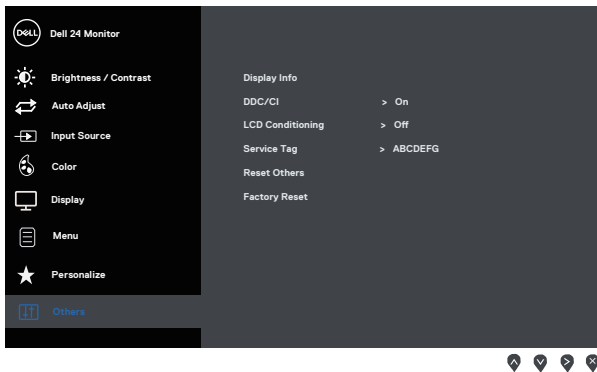 DELL Dell 24 Monitor
Brightness / Contrast
Auto Adjust
Input Source
Color
Display
Menu
Personalize
Others
Display Info
DDC/CI > On
LCD Conditioning > Off
Service Tag > ABCDEFG
Reset Others
Factory Reset